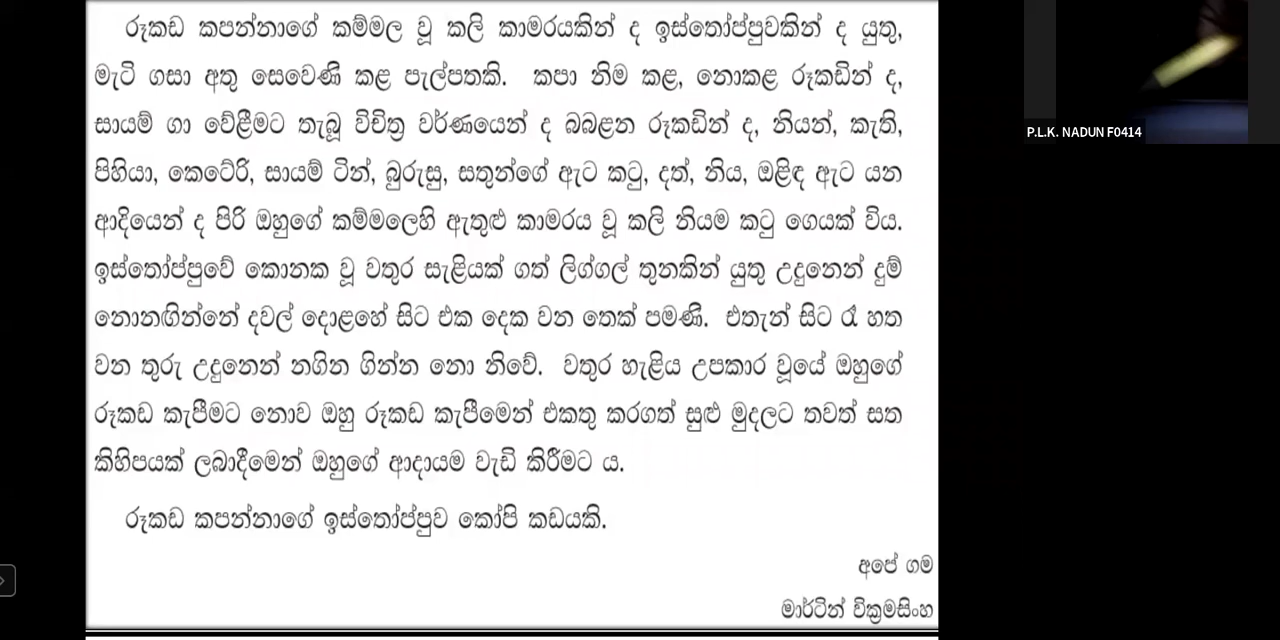 රූකඩ කපන්නාගේ කම්මල වූ කලි කාමරයකින් ද ඉස්තෝප්පුවකින් ද යුතු,
මැටි ගසා අතු සෙවෙණි කළ පැල්පතකි. කපා නිම කළ, නොකළ රූකඩින් ද,
සායම් ගා වේළීමට තැබූ විචිත්‍ර වර්ණයෙන් ද බබළන රූකඩින් ද, නියන්, කැති,
පිහියා, කෙටේරි, සායම් ටින්, බුරුසු, සතුන්ගේ ඇට කටු, දත්, නිය, ඔළිඳ ඇට යන
ආදියෙන් ද පිරි ඔහුගේ කම්මලෙහි ඇතුළු කාමරය වූ කලි නියම කටු ගෙයක් විය.
ඉස්තෝප්පුවේ කොනක වූ වතුර සැළියක් ගත් ලිග්ගල් තුනකින් යුතු උදුනෙන් දුම්
නොනඟින්නේ දවල් දොළහේ සිට එක දෙක වන තෙක් පමණි. එතැන් සිට රෑ හත
වන තුරු උදුනෙන් නගින ගින්න නො නිවේ. වතුර හැළිය උපකාර වූයේ ඔහුගේ
රූකඩ කැපීමට නොව ඔහු රූකඩ කැපීමෙන් එකතු කරගත් සුළු මුදලට තවත් සත
කිහිපයක් ලබාදීමෙන් ඔහුගේ ආදායම වැඩි කිරීමට ය.
රූකඩ කපන්නාගේ ඉස්තෝප්පුව කෝපි කඩයකි.
අපේ ගම
මාර්ටින් වික්‍රමසිංහ
P.L.K. NADUN F0414